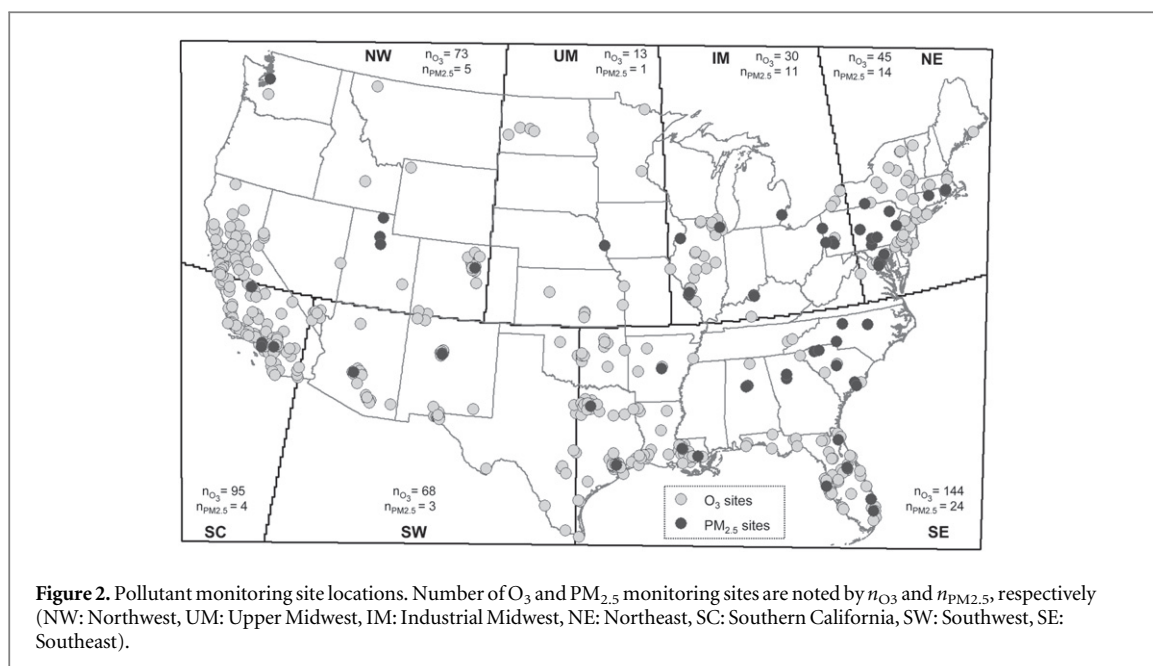 NW
n_O3 = 73
n_PM2.5 = 5
UM
n_O3 = 13
n_PM2.5 = 1
IM
n_O3 = 30
n_PM2.5 = 11
n_O3 = 45
n_PM2.5 = 14
NE
n_O3 = 95
n_PM2.5 = 4
SC
n_O3 = 68
n_PM2.5 = 3
SW
O3 sites
PM2.5 sites
n_O3 = 144
n_PM2.5 = 24
SE
Figure 2. Pollutant monitoring site locations. Number of O3 and PM2.5 monitoring sites are noted by nO3 and nPM2.5, respectively
(NW: Northwest, UM: Upper Midwest, IM: Industrial Midwest, NE: Northeast, SC: Southern California, SW: Southwest, SE:
Southeast).